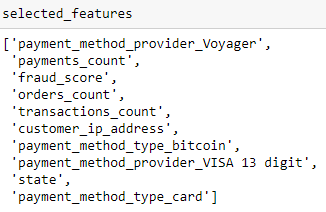 selected_features
['payment_method_provider_Voyager',
'payments_count',
'fraud_score',
'orders_count',
'transactions_count',
'customer_ip_address',
'payment_method_type_bitcoin',
'payment_method_provider_VISA 13 digit',
'state',
'payment_method_type_card']